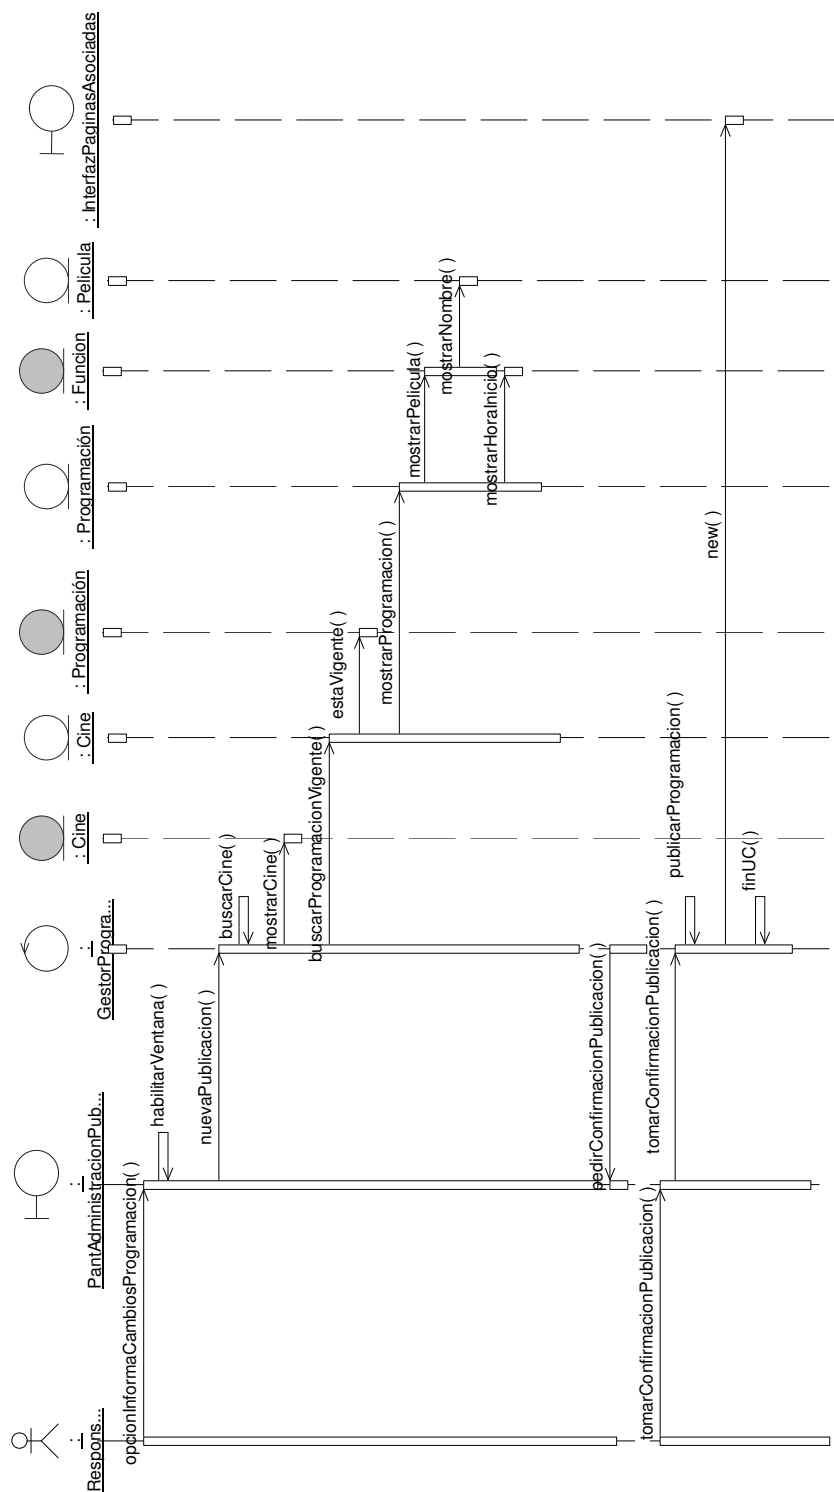 : Respons...
: PantAdministracionPub...
: GestorProgra...
: Cine
: Cine
: Programación
: Programación
: Funcion
: Pelicula
: InterfazPaginasAsociadas
opcionInformaCambiosProgramacion( )
habilitarVentana( )
nuevaPublicacion( )
buscarCine( )
mostrarCine( )
buscarProgramacionVigente( )
estaVigente( )
mostrarProgramacion( )
mostrarPelicula( )
mostrarNombre( )
mostrarHoraInicio( )
pedirConfirmacionPublicacion( )
tomarConfirmacionPublicacion( )
tomarConfirmacionPublicacion( )
publicarProgramacion( )
new( )
finUC( )